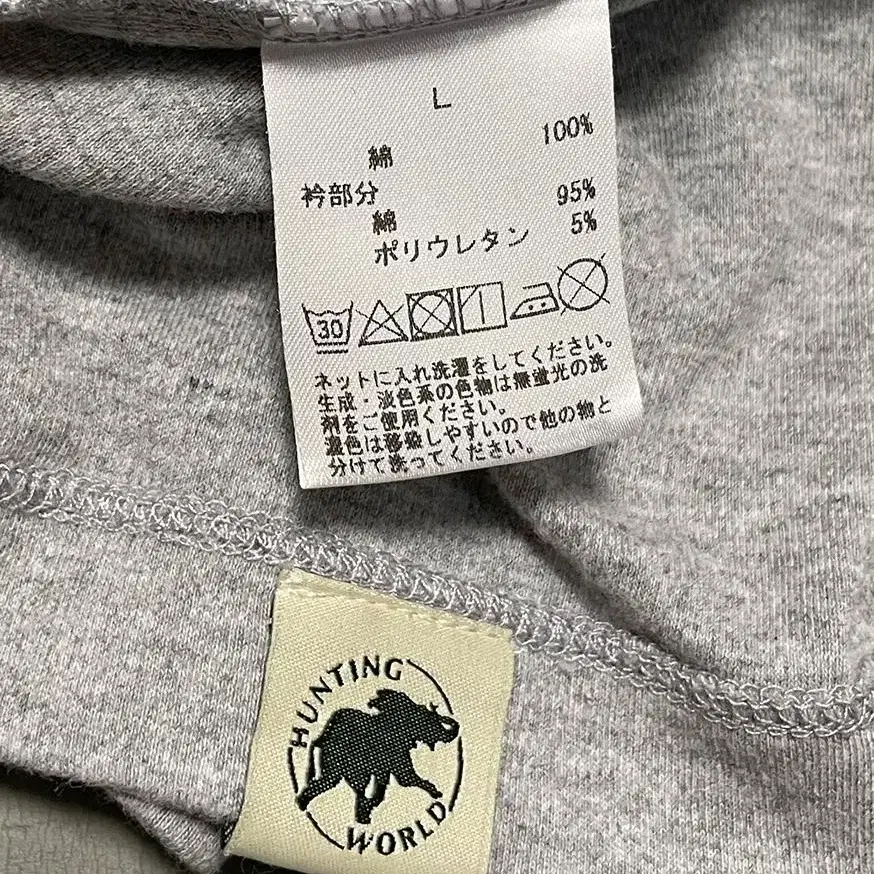 L
綿 100%
衿部分
綿 95%
ポリウレタン 5%
30
ネットに入れ洗濯をしてください。
生成・淡色系の色物は無蛍光の洗
剤をご使用ください。
濃色は移染しやすいので他の物と
分けて洗ってください。
HUNTING
WORLD